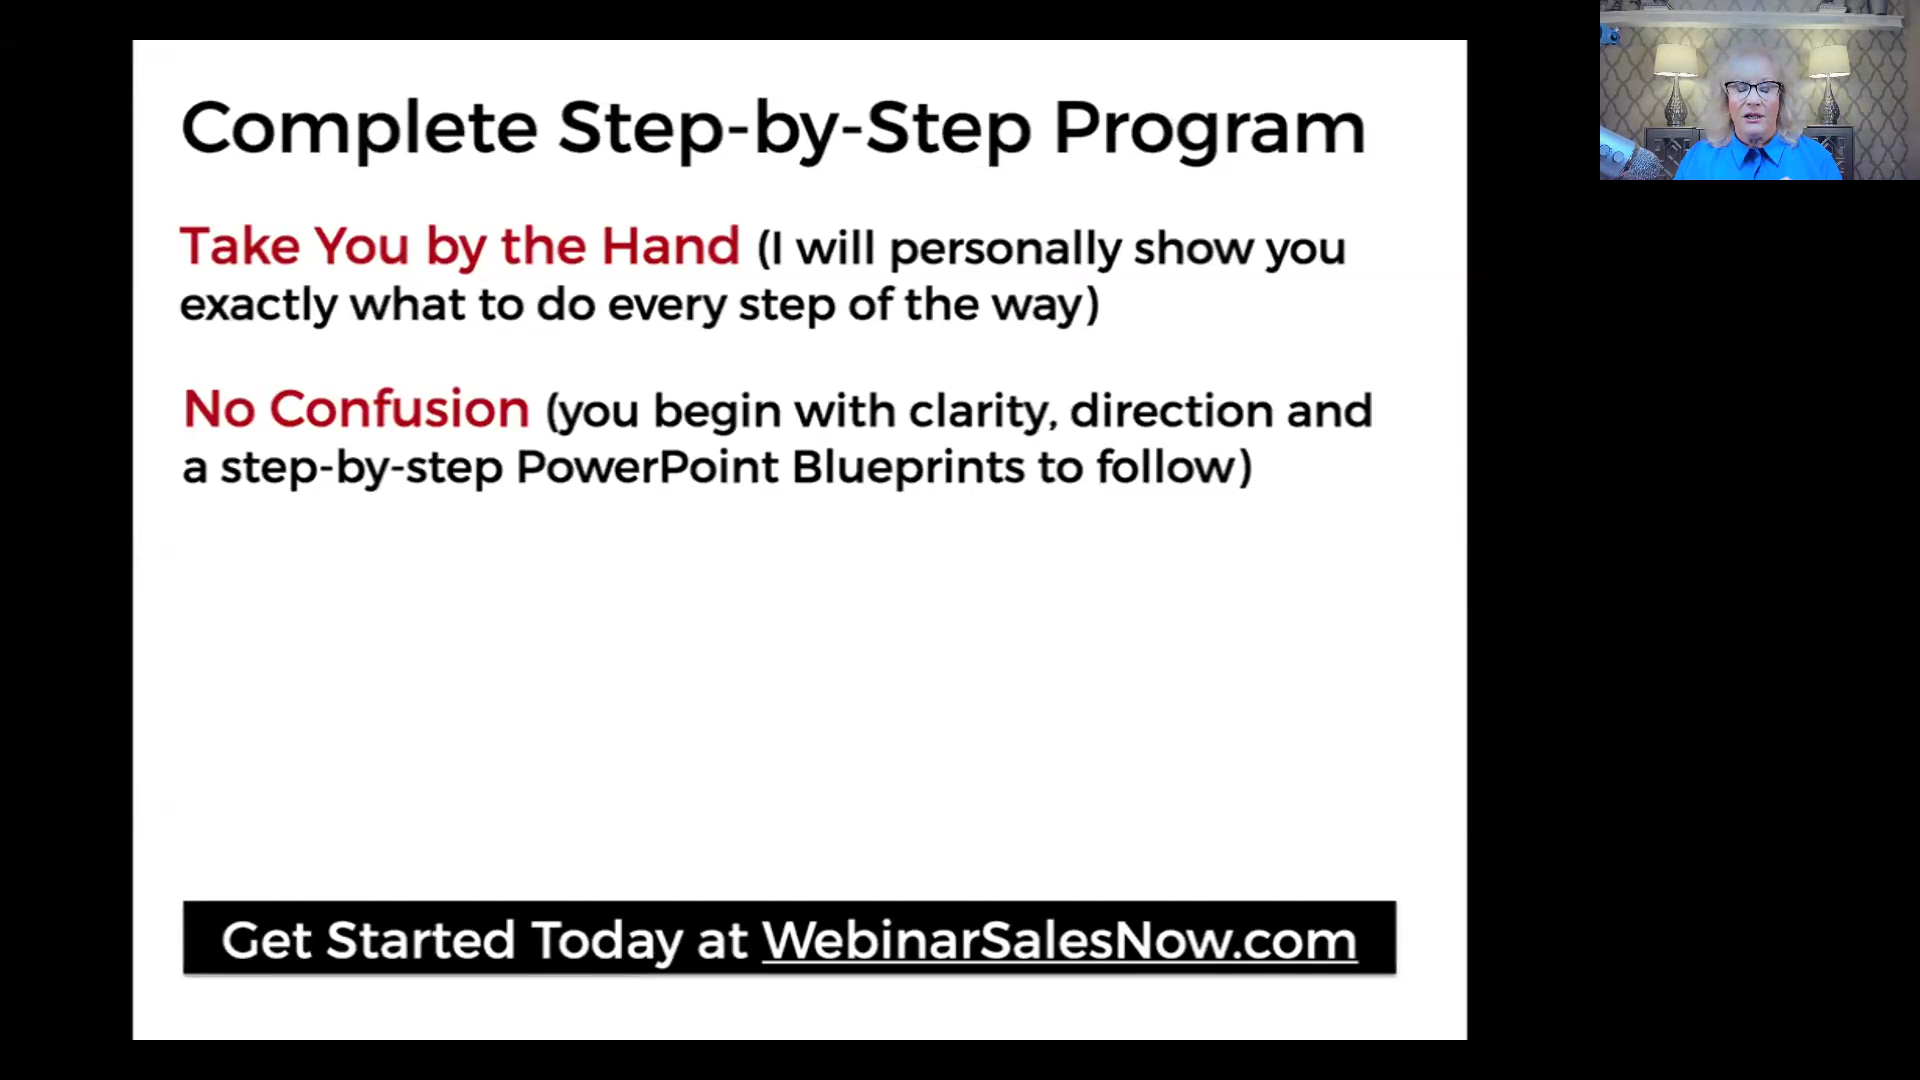 Complete Step-by-Step Program
Take You by the Hand (I will personally show you
exactly what to do every step of the way)
No Confusion (you begin with clarity, direction and
a step-by-step PowerPoint Blueprints to follow)
Get Started Today at WebinarSalesNow.com